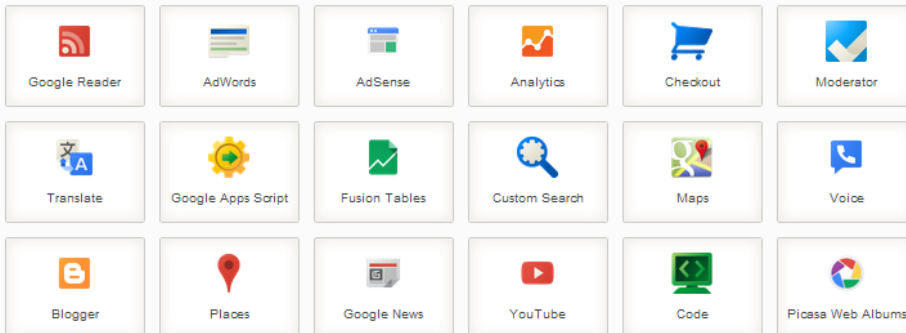 Google Reader
AdWords
AdSense
Analytics
Checkout
Moderator
文
A
Translate
Google Apps Script
Fusion Tables
Custom Search
Maps
Voice
Blogger
Places
Google News
YouTube
Code
Picasa Web Albums